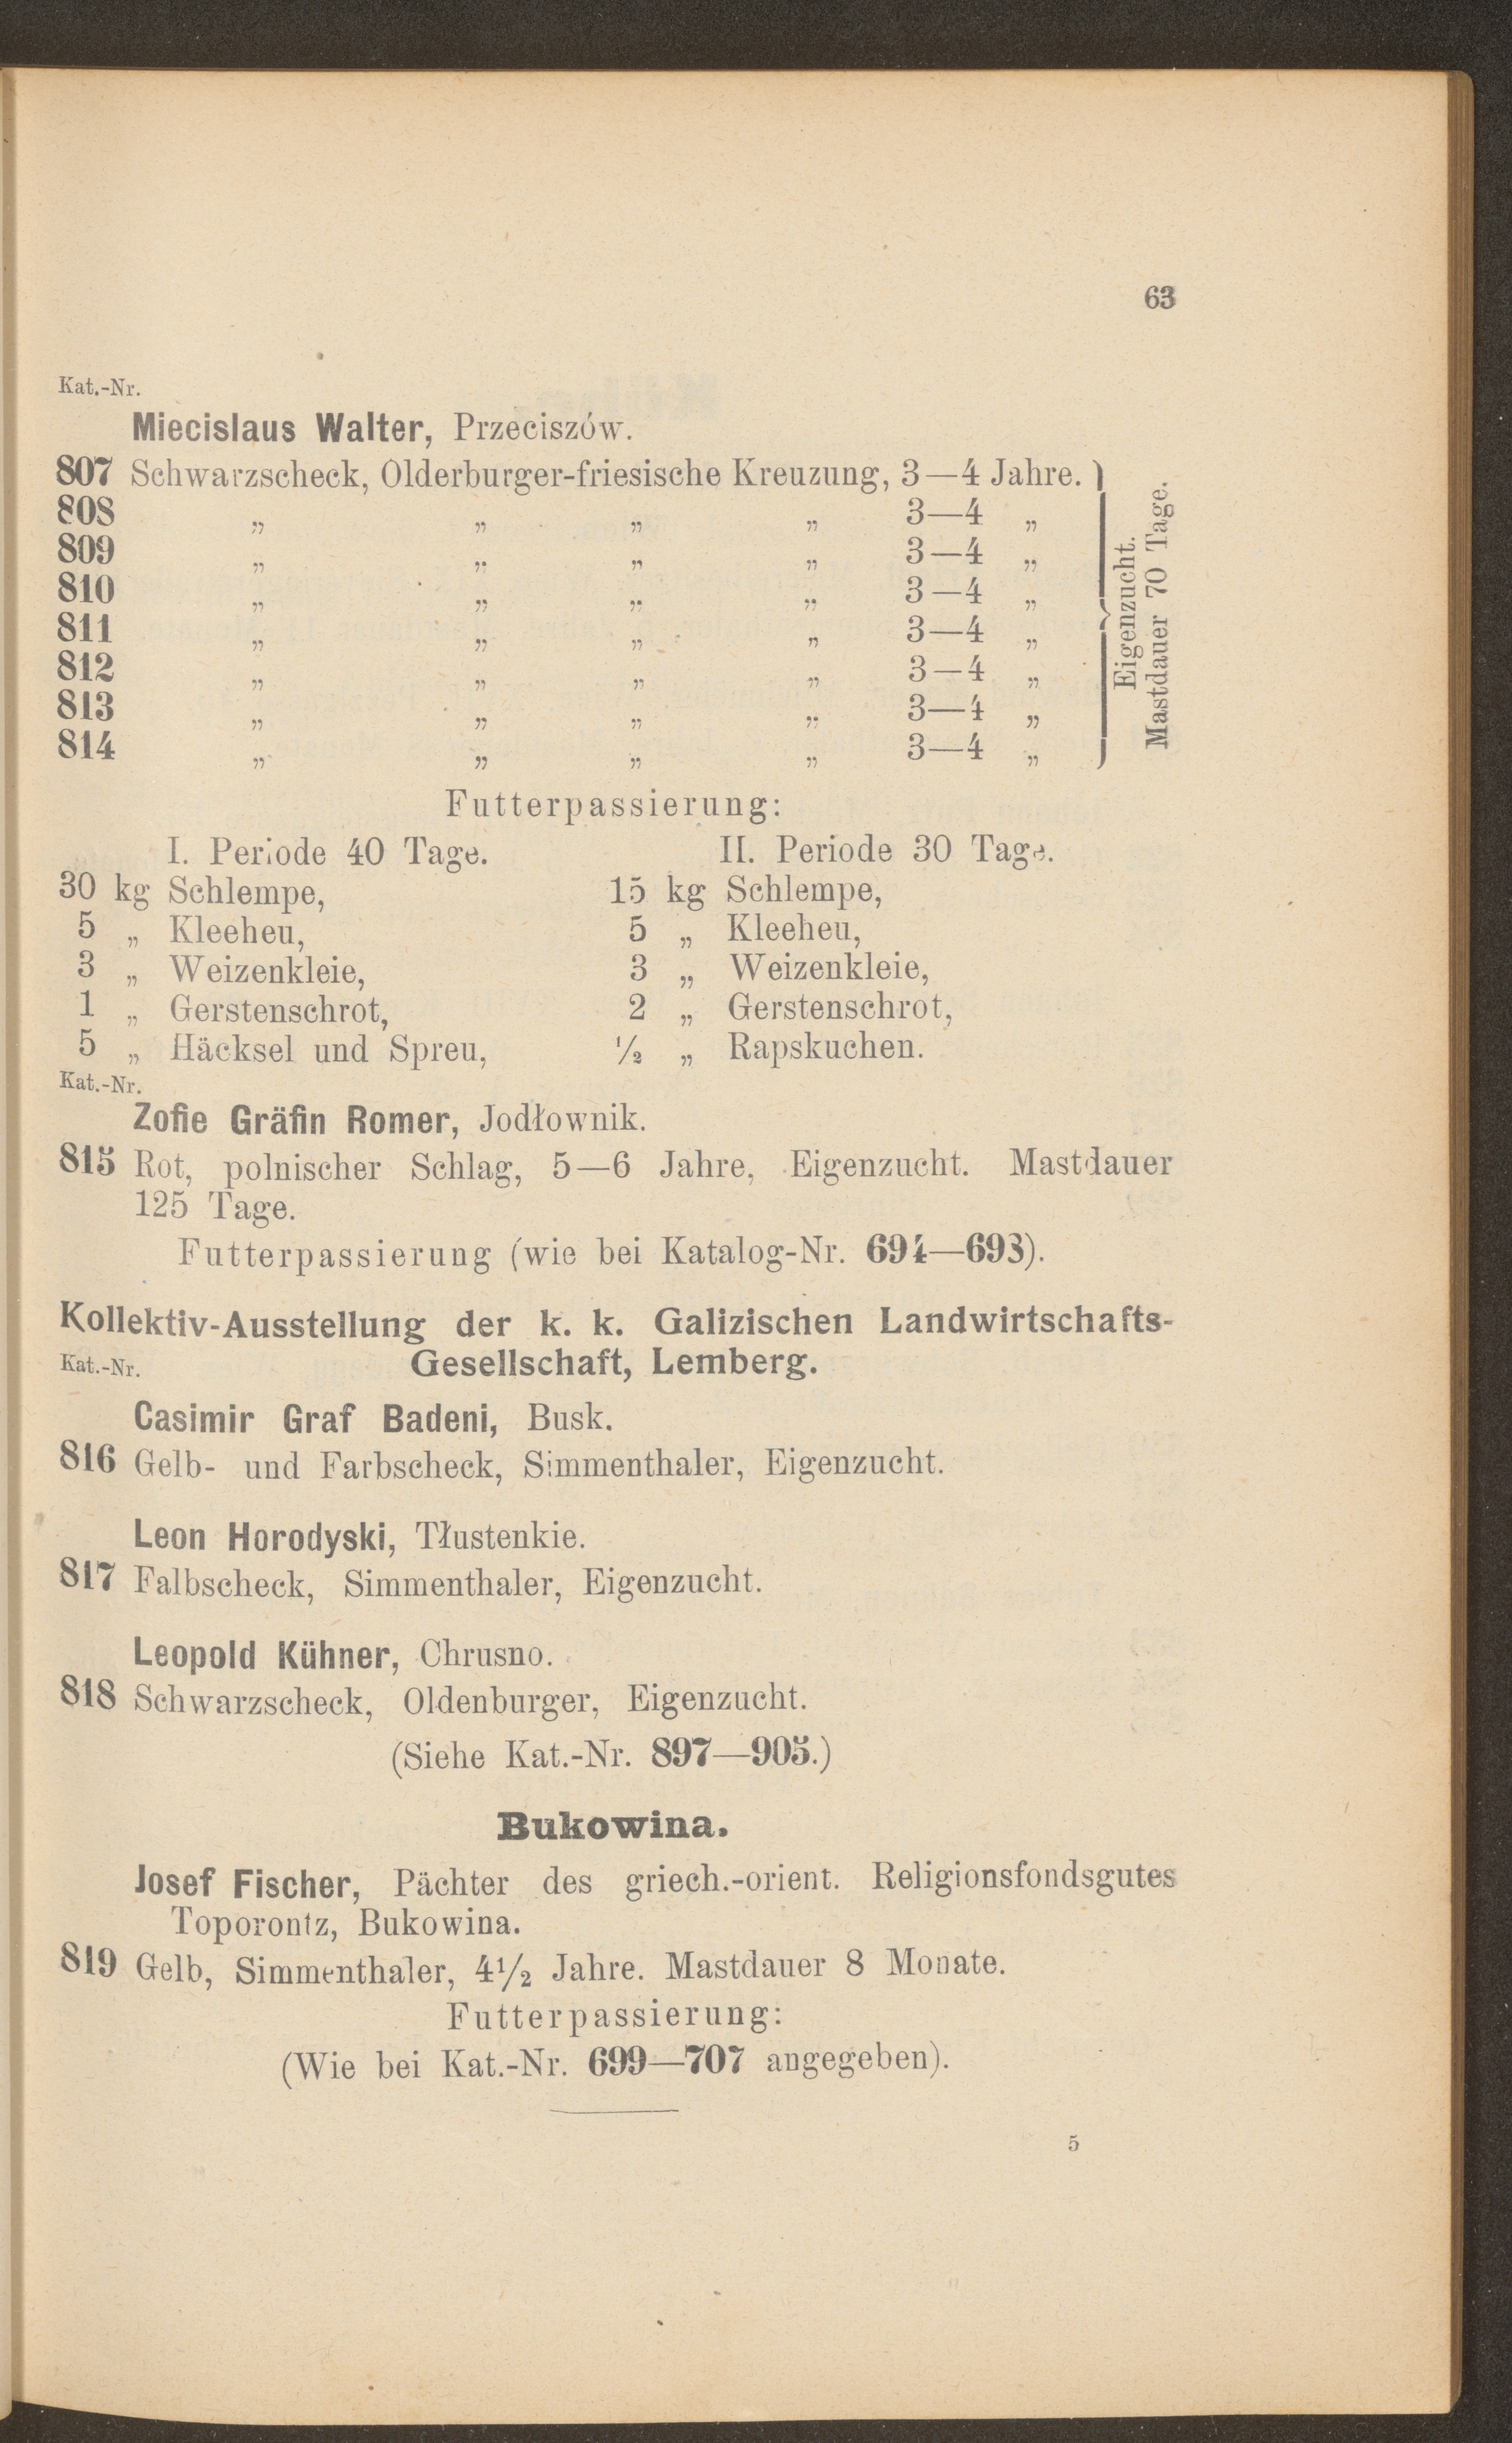 63
Kat.-Nr.
Miecislaus Walter, Przeciszów.
807 Schwarzscheck, Olderburger-friesische Kreuzung, 3—4 Jahre.
808 „ „ „ „ 3—4 „
809 „ „ „ „ 3—4 „
810 „ „ „ „ 3—4 „
811 „ „ „ „ 3—4 „
812 „ „ „ „ 3—4 „
813 „ „ „ „ 3—4 „
814 „ „ „ „ 3—4 „
Eigenzucht.
Mastdauer 70 Tage.
Futterpassierung:
I. Periode 40 Tage.
30 kg Schlempe,
5 „ Kleeheu,
3 „ Weizenkleie,
1 „ Gerstenschrot,
5 „ Häcksel und Spreu,
II. Periode 30 Tage.
15 kg Schlempe,
5 „ Kleeheu,
3 „ Weizenkleie,
2 „ Gerstenschrot,
½ „ Rapskuchen.
Kat.-Nr.
Zofie Gräfin Romer, Jodłownik.
815 Rot, polnischer Schlag, 5—6 Jahre, Eigenzucht. Mastdauer
125 Tage.
Futterpassierung (wie bei Katalog-Nr. 694—693).
Kollektiv-Ausstellung der k. k. Galizischen Landwirtschafts-
Kat.-Nr. Gesellschaft, Lemberg.
Casimir Graf Badeni, Busk.
816 Gelb- und Farbscheck, Simmenthaler, Eigenzucht.
Leon Horodyski, Tłustenkie.
817 Falbscheck, Simmenthaler, Eigenzucht.
Leopold Kühner, Chrusno.
818 Schwarzscheck, Oldenburger, Eigenzucht.
(Siehe Kat.-Nr. 897—905.)
Bukowina.
Josef Fischer, Pächter des griech.-orient. Religionsfondsgutes
Toporontz, Bukowina.
819 Gelb, Simmenthaler, 4½ Jahre. Mastdauer 8 Monate.
Futterpassierung:
(Wie bei Kat.-Nr. 699—707 angegeben).
5